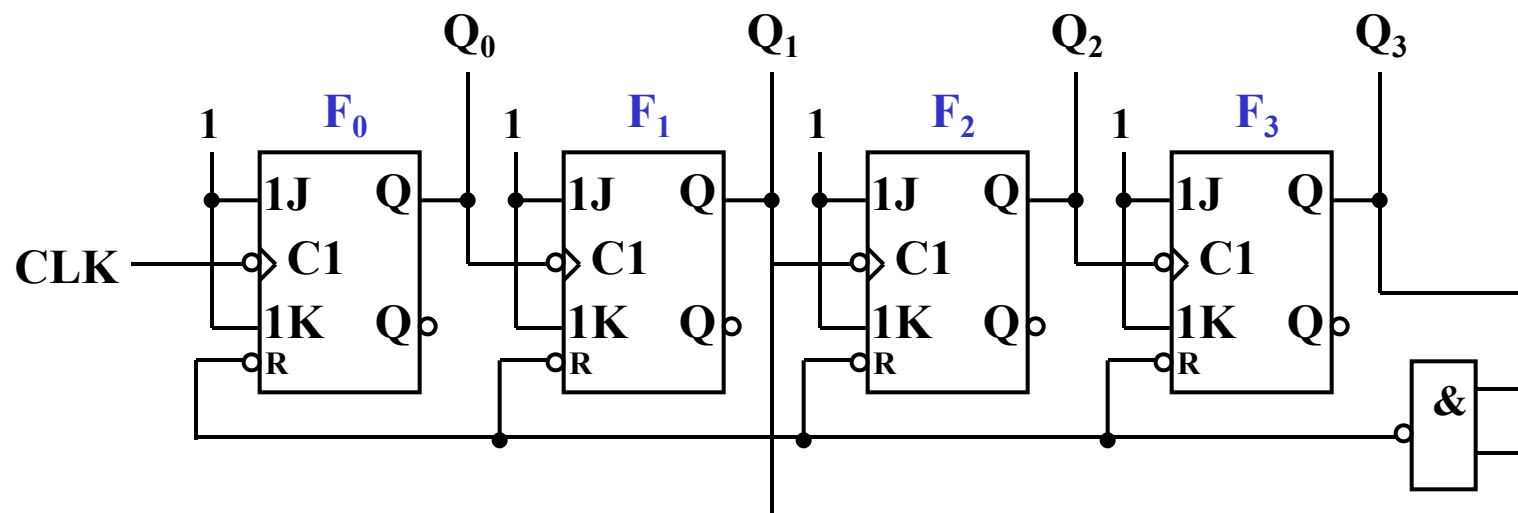 Q₀ Q₁ Q₂ Q₃
1 F₀ 1 F₁ 1 F₂ 1 F₃
1J Q 1J Q 1J Q 1J Q
CLK C1 C1 C1 C1
1K Q 1K Q 1K Q 1K Q
R R R R
&